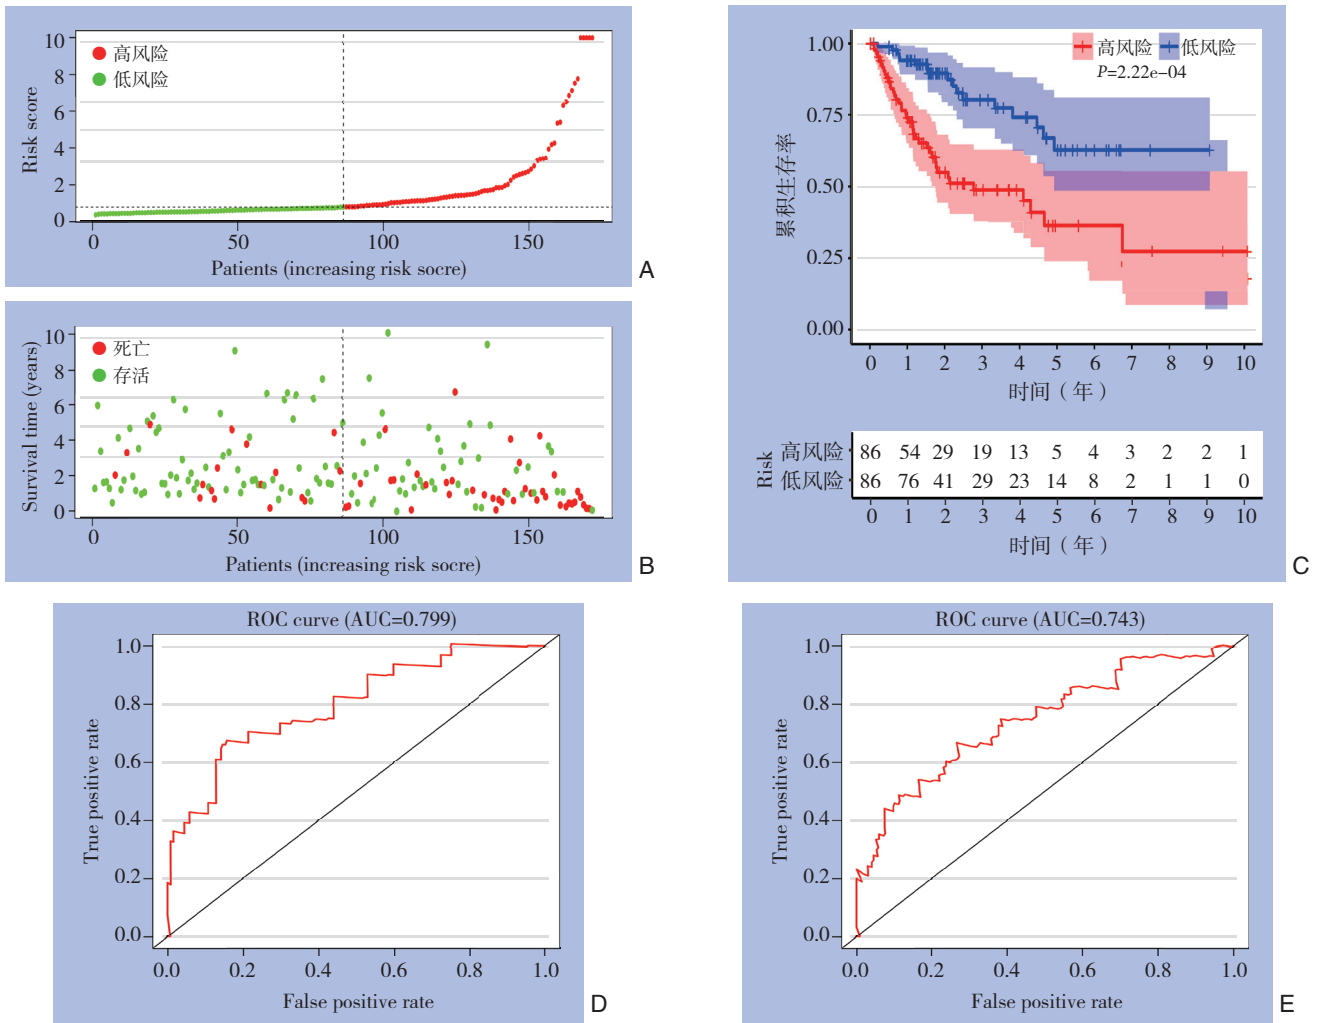 10
8
6
4
2
0
Risk score
高风险
低风险
0 50 100 150
Patients (increasing risk socre)
A
10
8
6
4
2
0
Survival time (years)
死亡
存活
0 50 100 150
Patients (increasing risk socre)
B
1.00
0.75
0.50
0.25
0.00
累积生存率
高风险 低风险
P=2.22e−04
0 1 2 3 4 5 6 7 8 9 10
时间（年）
Risk
高风险 86 54 29 19 13 5 4 3 2 2 1
低风险 86 76 41 29 23 14 8 2 1 1 0
0 1 2 3 4 5 6 7 8 9 10
时间（年）
C
ROC curve (AUC=0.799)
1.0
0.8
0.6
0.4
0.2
0.0
True positive rate
0.0 0.2 0.4 0.6 0.8 1.0
False positive rate
D
ROC curve (AUC=0.743)
1.0
0.8
0.6
0.4
0.2
0.0
True positive rate
0.0 0.2 0.4 0.6 0.8 1.0
False positive rate
E